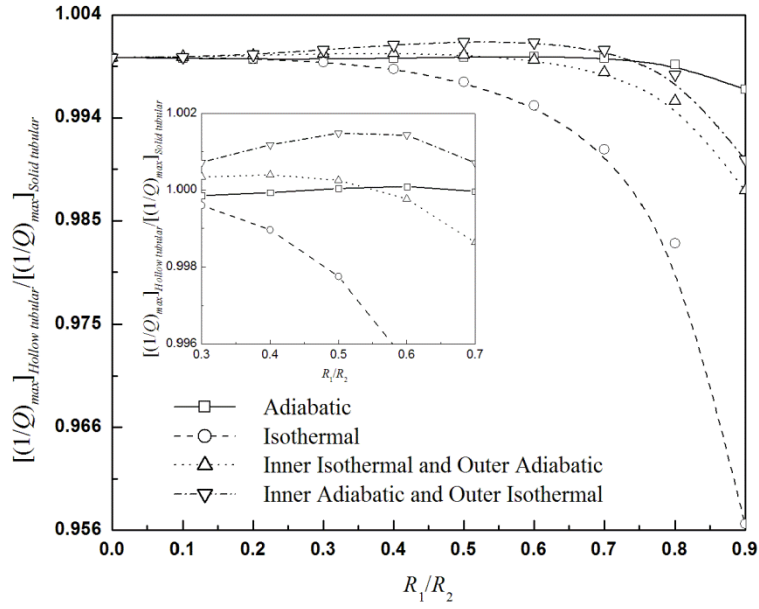 1.004
0.994
0.985
0.975
0.966
0.956
[(1/Q)max]Hollow tubular/[(1/Q)max]Solid tubular
1.002
1.000
0.998
0.996
[(1/Q)max]Hollow tubular/[(1/Q)max]Solid tubular
0.3 0.4 0.5 0.6 0.7
R1/R2
Adiabatic
Isothermal
Inner Isothermal and Outer Adiabatic
Inner Adiabatic and Outer Isothermal
0.0 0.1 0.2 0.3 0.4 0.5 0.6 0.7 0.8 0.9
R1/R2